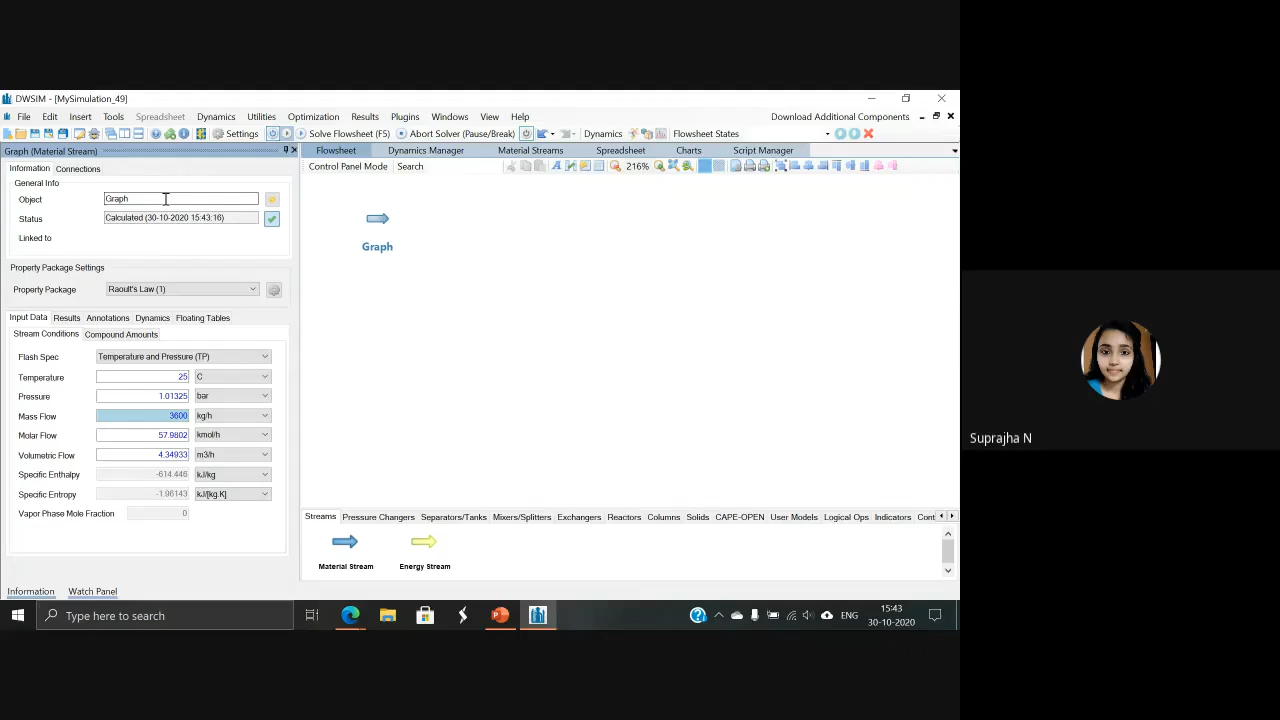 DWSIM - [MySimulation_49]
File Edit Insert Tools Spreadsheet Dynamics Utilities Optimization Results Plugins Windows View Help Download Additional Components
Settings Solve Flowsheet (F5) Abort Solver (Pause/Break) Dynamics Flowsheet States
Graph (Material Stream)
Flowsheet Dynamics Manager Material Streams Spreadsheet Charts Script Manager
Information Connections
Control Panel Mode Search 216%
General Info
Object Graph
Status Calculated (30-10-2020 15:43:16)
Linked to
Graph
Property Package Settings
Property Package Raoult's Law (1)
Input Data Results Annotations Dynamics Floating Tables
Stream Conditions Compound Amounts
Flash Spec Temperature and Pressure (TP)
Temperature 25 C
Pressure 1.01325 bar
Mass Flow 3600 kg/h
Molar Flow 57.9802 kmol/h
Volumetric Flow 4.34933 m3/h
Specific Enthalpy -614.446 kJ/kg
Specific Entropy -1.96143 kJ/[kg.K]
Vapor Phase Mole Fraction 0
Streams Pressure Changers Separators/Tanks Mixers/Splitters Exchangers Reactors Columns Solids CAPE-OPEN User Models Logical Ops Indicators Cont
Material Stream Energy Stream
Information Watch Panel
Type here to search
ENG
15:43
30-10-2020
Suprajha N